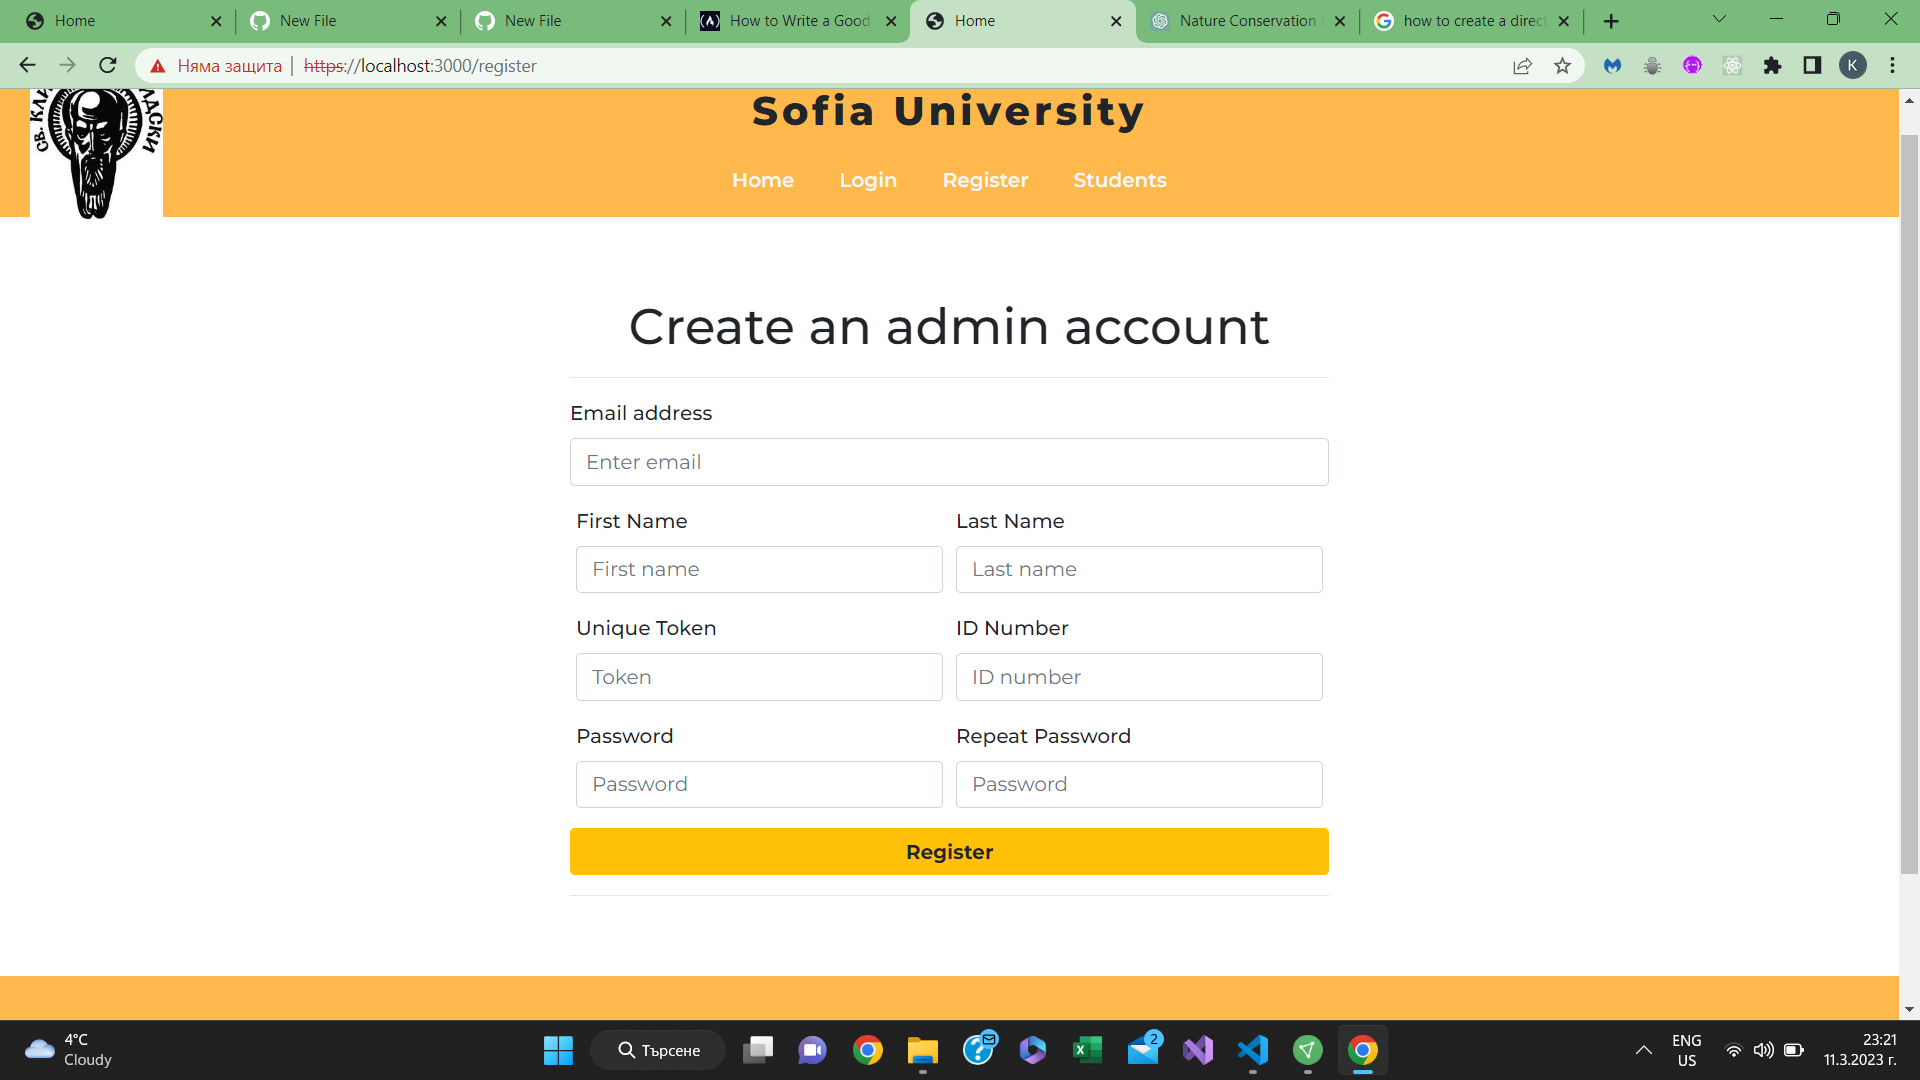 Home
New File
New File
How to Write a Good
Home
Nature Conservation
how to create a direct
Няма защита
https://localhost:3000/register
K
СВ. КЛИ
ИДСКИ
Sofia University
Home Login Register Students
Create an admin account
Email address
Enter email
First Name Last Name
First name Last name
Unique Token ID Number
Token ID number
Password Repeat Password
Password Password
Register
4°C
Cloudy
Търсене
2
ENG
US
23:21
11.3.2023 г.